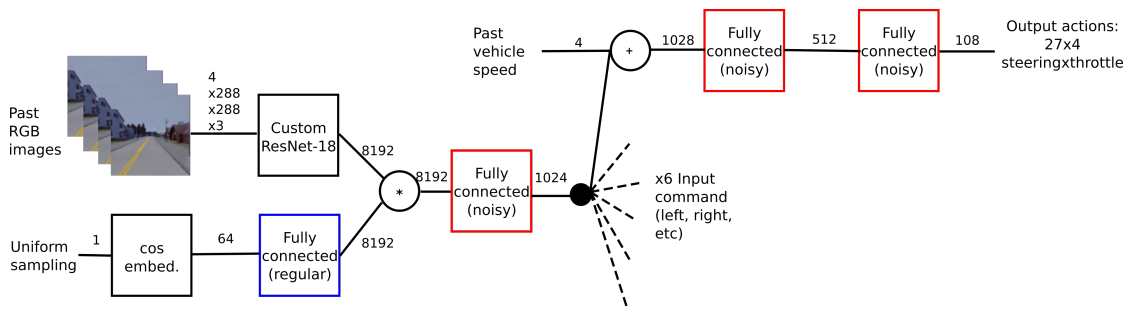 Past
RGB
images
4
x288
x288
x3
Custom
ResNet-18
8192
Uniform
sampling
1
cos
embed.
64
Fully
connected
(regular)
8192
*
8192
Fully
connected
(noisy)
1024
x6 Input
command
(left, right,
etc)
Past
vehicle
speed
4
+
1028
Fully
connected
(noisy)
512
Fully
connected
(noisy)
108
Output actions:
27x4
steeringxthrottle